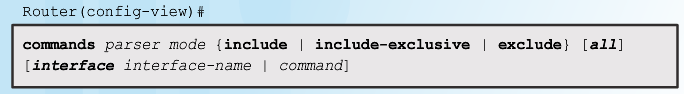 Router(config-view)#
commands parser mode {include | include-exclusive | exclude} [all]
[interface interface-name | command]